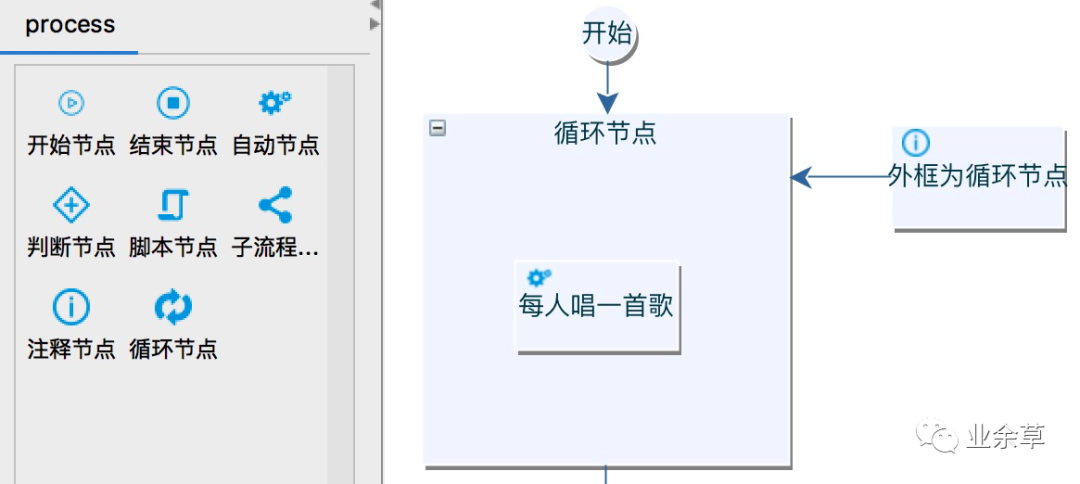 process
开始节点 结束节点 自动节点
判断节点 脚本节点 子流程...
注释节点 循环节点
开始
循环节点
外框为循环节点
每人唱一首歌
业余草